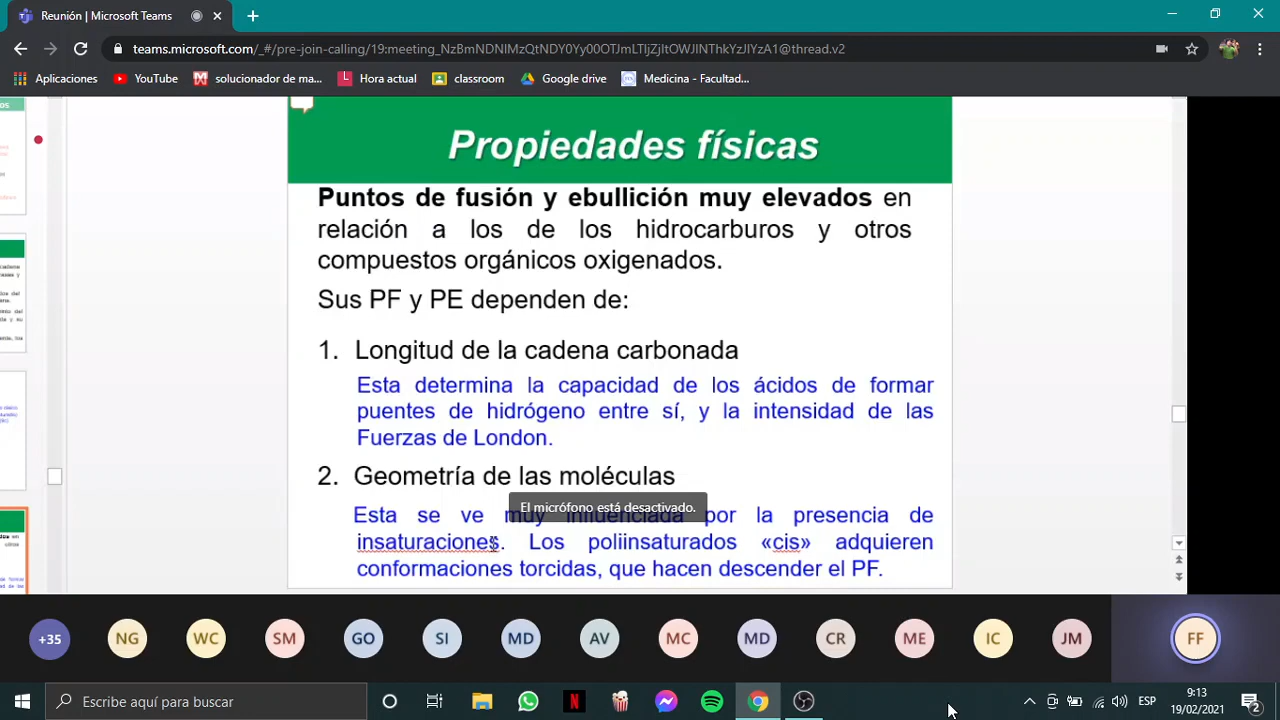 Reunión | Microsoft Teams
teams.microsoft.com/_#/pre-join-calling/19:meeting_NzBmNDNlMzQtNDY0Yy00OTJmLTljZjItOWJlNThkYzJlYzA1@thread.v2
Aplicaciones YouTube solucionador de ma... Hora actual classroom Google drive Medicina - Facultad...
Propiedades físicas
Puntos de fusión y ebullición muy elevados en
relación a los de los hidrocarburos y otros
compuestos orgánicos oxigenados.
Sus PF y PE dependen de:
1. Longitud de la cadena carbonada
Esta determina la capacidad de los ácidos de formar
puentes de hidrógeno entre sí, y la intensidad de las
Fuerzas de London.
2. Geometría de las moléculas
El micrófono está desactivado.
Esta se ve muy influenciada por la presencia de
insaturaciones. Los poliinsaturados «cis» adquieren
conformaciones torcidas, que hacen descender el PF.
+35 NG WC SM GO SI MD AV MC MD CR ME IC JM FF
Escribe aquí para buscar
ESP
9:13
19/02/2021
2